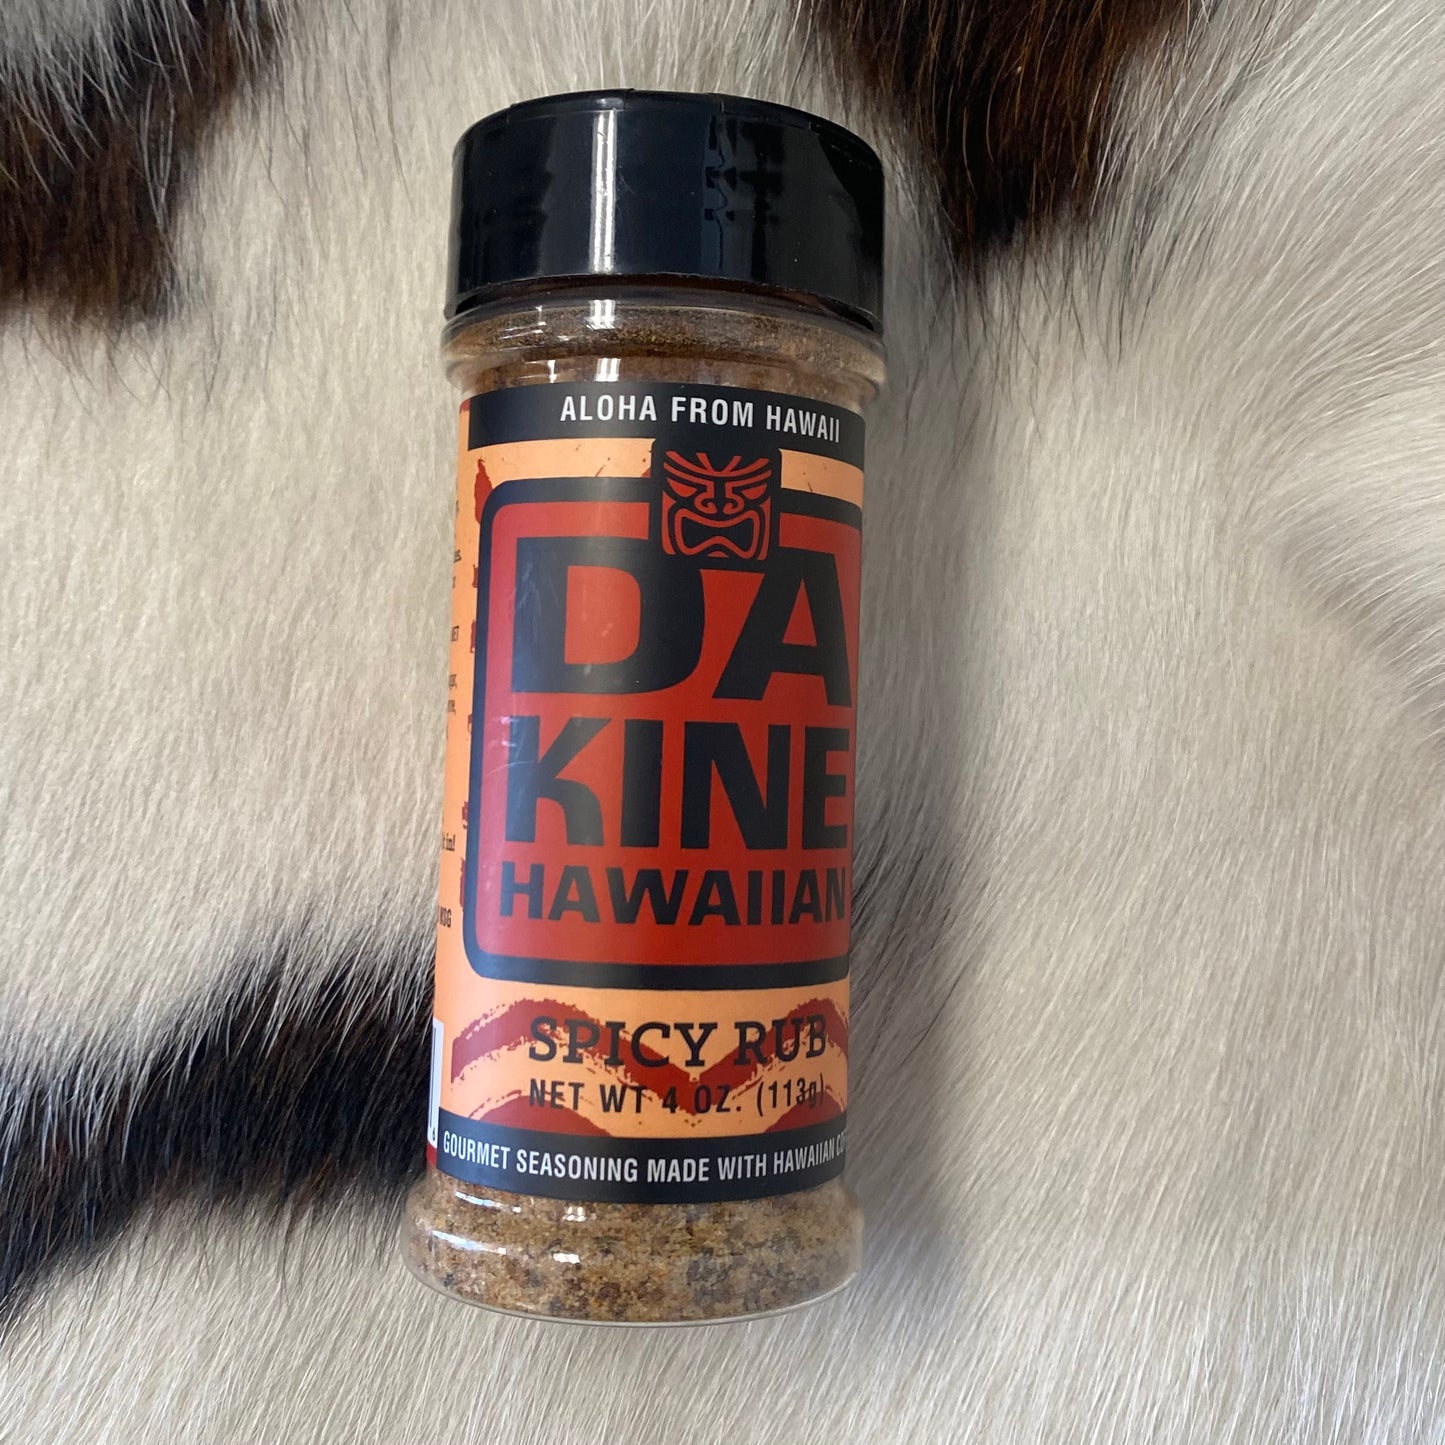 ALOHA FROM HAWAII
DA
KINE
HAWAIIAN
SPICY RUB
NET WT 4 OZ. (113g)
GOURMET SEASONING MADE WITH HAWAIIAN